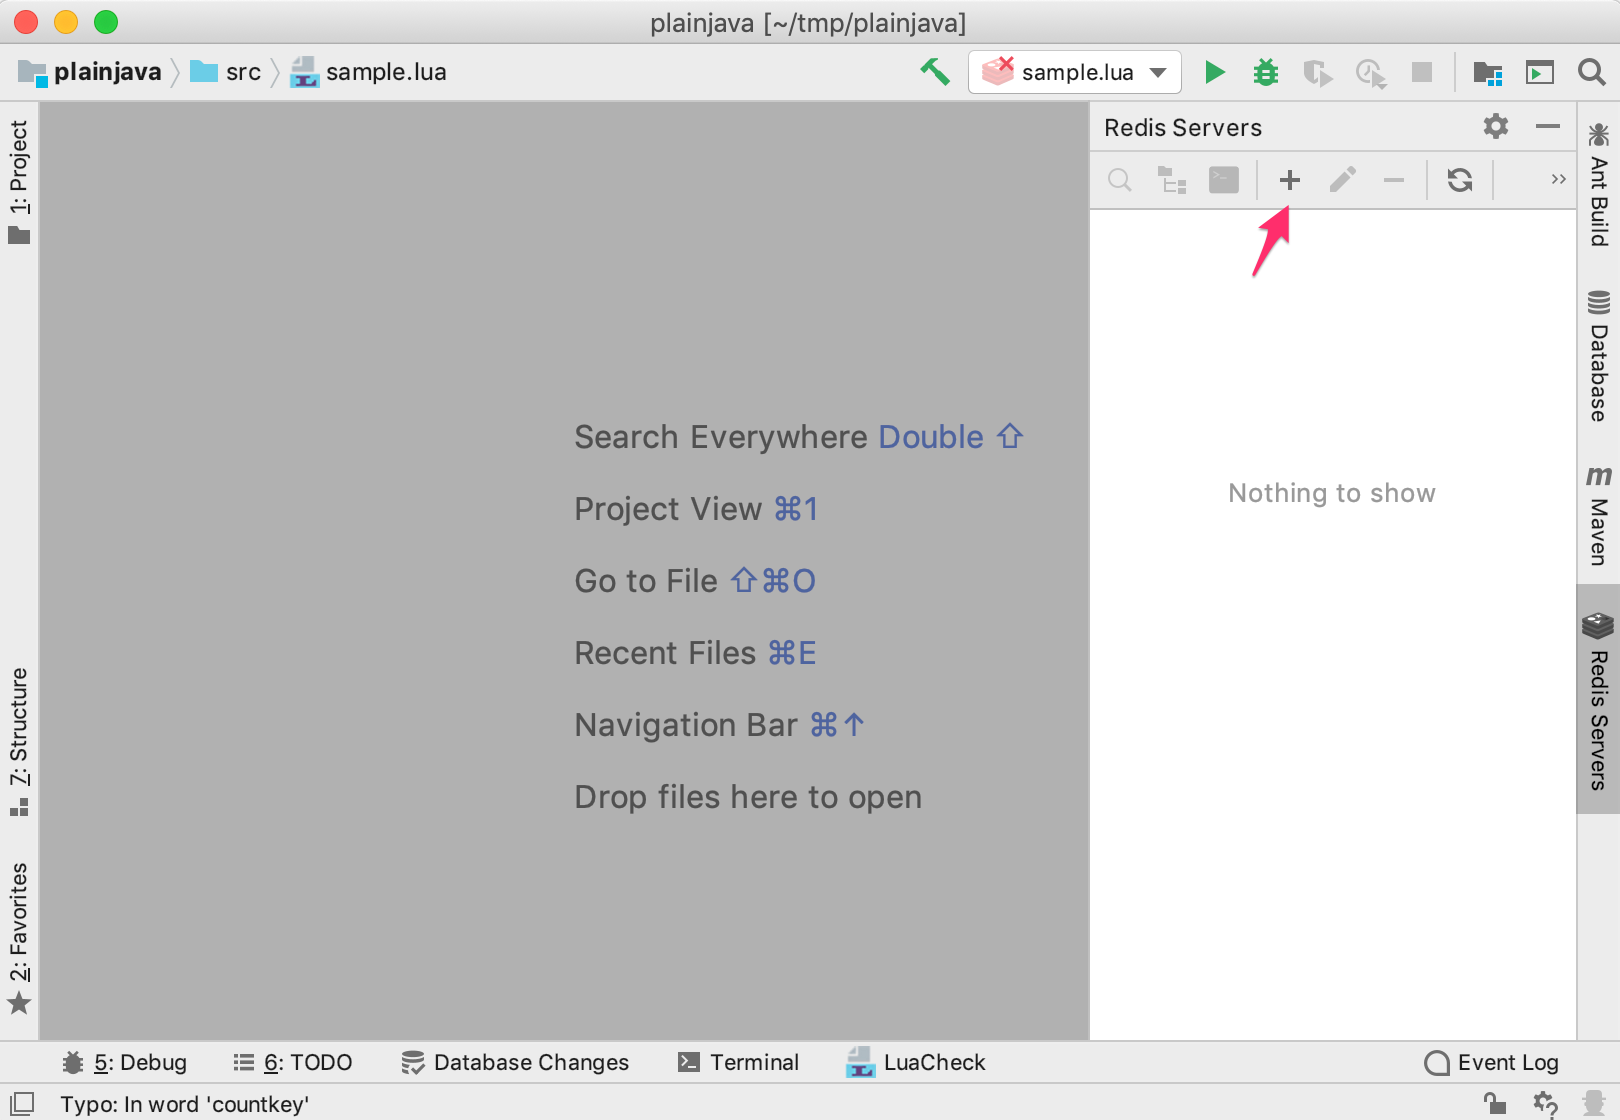 plainjava [~/tmp/plainjava]
plainjava src sample.lua sample.lua
1: Project
7: Structure
2: Favorites
Redis Servers
Search Everywhere Double ⇧
Project View ⌘1
Go to File ⇧⌘O
Recent Files ⌘E
Navigation Bar ⌘↑
Drop files here to open
Nothing to show
Ant Build
Database
m Maven
Redis Servers
5: Debug 6: TODO Database Changes Terminal LuaCheck Event Log
Typo: In word 'countkey'